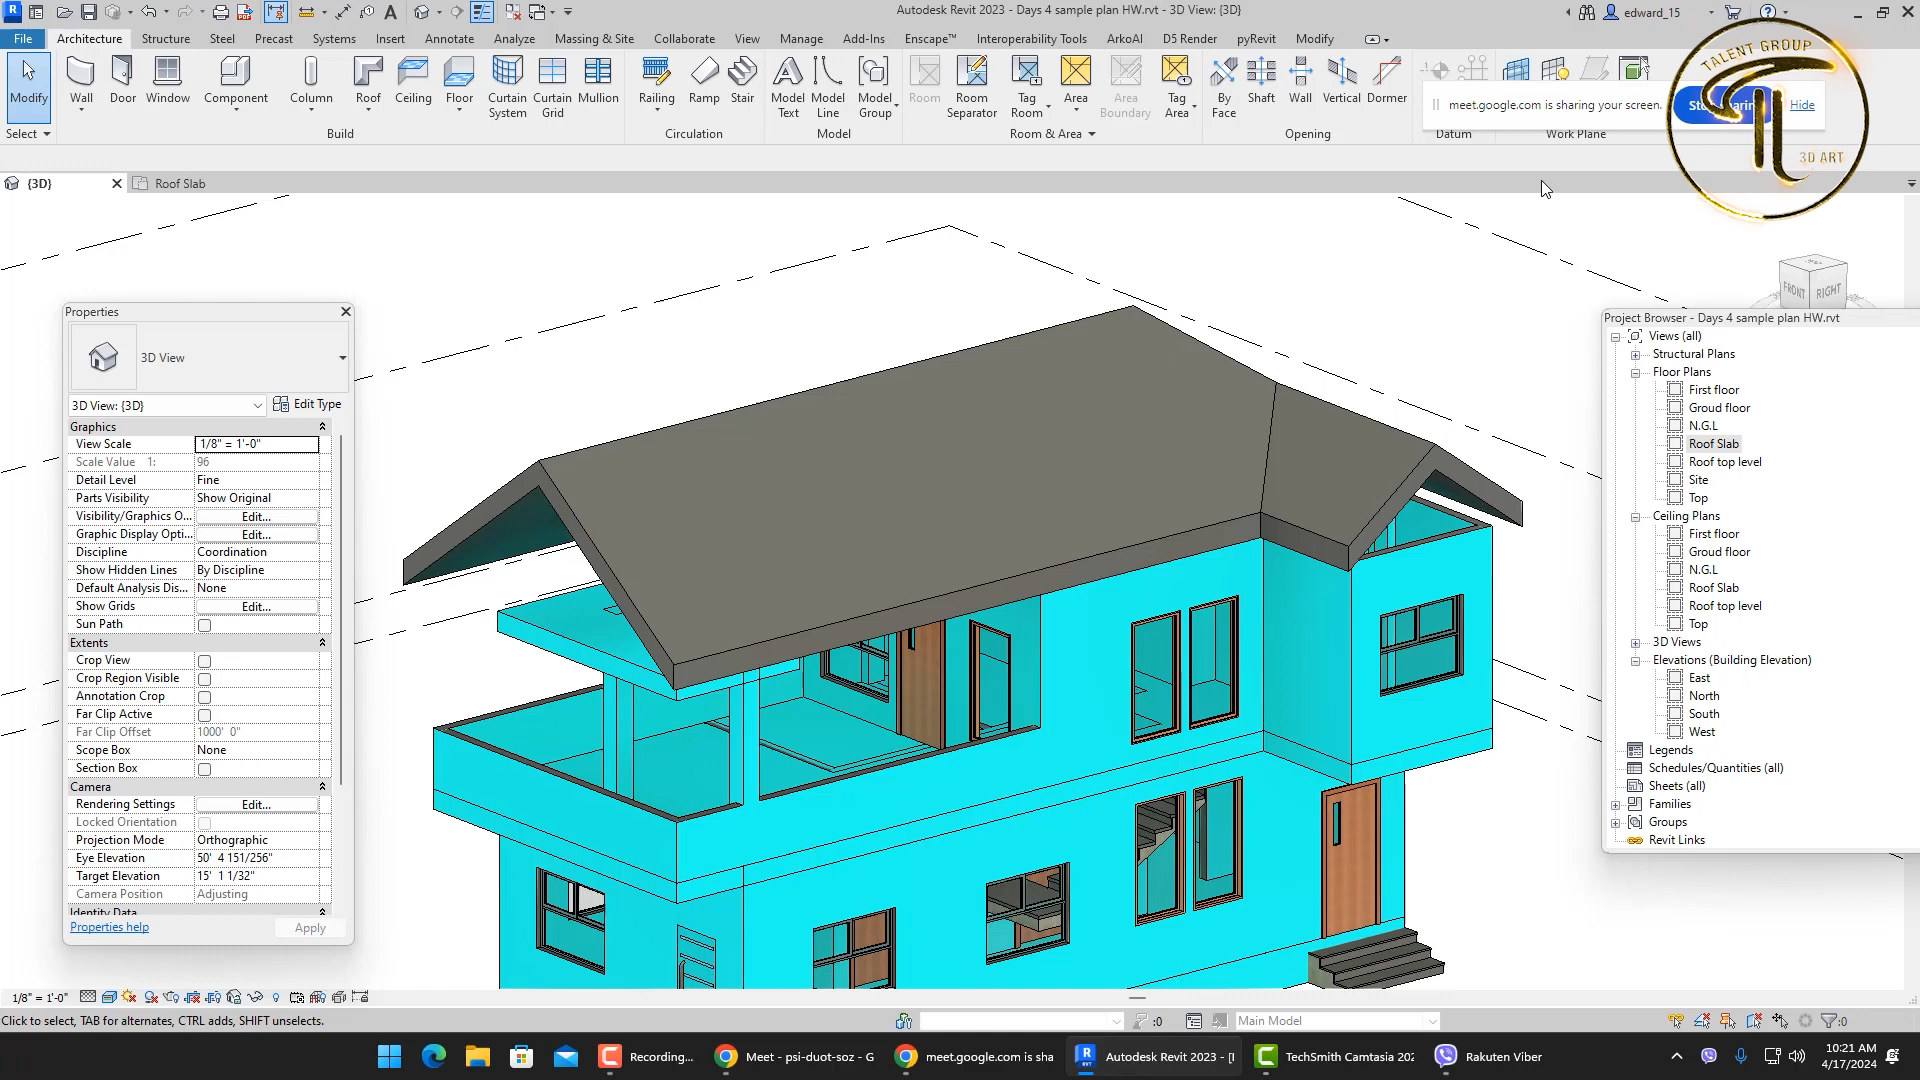 Autodesk Revit 2023 - Days 4 sample plan HW.rvt - 3D View: {3D}
edward_15
File Architecture Structure Steel Precast Systems Insert Annotate Analyze Massing & Site Collaborate View Manage Add-Ins Enscape™ Interoperability Tools ArkoAI D5 Render pyRevit Modify
Modify Wall Door Window Component Column Roof Ceiling Floor Curtain System Curtain Grid Mullion Railing Ramp Stair Model Text Model Line Model Group Room Room Separator Tag Room Area Area Boundary Tag Area By Face Shaft Wall Vertical Dormer
meet.google.com is sharing your screen. Hide
Select Build Circulation Model Room & Area Opening Datum Work Plane
TALENT GROUP
3D ART
{3D} Roof Slab
FRONT RIGHT
Properties
3D View
3D View: {3D} Edit Type
Graphics
View Scale 1/8" = 1'-0"
Scale Value 1: 96
Detail Level Fine
Parts Visibility Show Original
Visibility/Graphics O... Edit...
Graphic Display Opti... Edit...
Discipline Coordination
Show Hidden Lines By Discipline
Default Analysis Dis... None
Show Grids Edit...
Sun Path
Extents
Crop View
Crop Region Visible
Annotation Crop
Far Clip Active
Far Clip Offset 1000' 0"
Scope Box None
Section Box
Camera
Rendering Settings Edit...
Locked Orientation
Projection Mode Orthographic
Eye Elevation 50' 4 151/256"
Target Elevation 15' 1 1/32"
Camera Position Adjusting
Identity Data
Properties help Apply
Project Browser - Days 4 sample plan HW.rvt
Views (all)
Structural Plans
Floor Plans
First floor
Groud floor
N.G.L
Roof Slab
Roof top level
Site
Top
Ceiling Plans
First floor
Groud floor
N.G.L
Roof Slab
Roof top level
Top
3D Views
Elevations (Building Elevation)
East
North
South
West
Legends
Schedules/Quantities (all)
Sheets (all)
Families
Groups
Revit Links
1/8" = 1'-0"
Click to select, TAB for alternates, CTRL adds, SHIFT unselects.
:0 Main Model :0
Recording... Meet - psi-duot-soz - G meet.google.com is sha Autodesk Revit 2023 - [ TechSmith Camtasia 202 Rakuten Viber
10:21 AM
4/17/2024